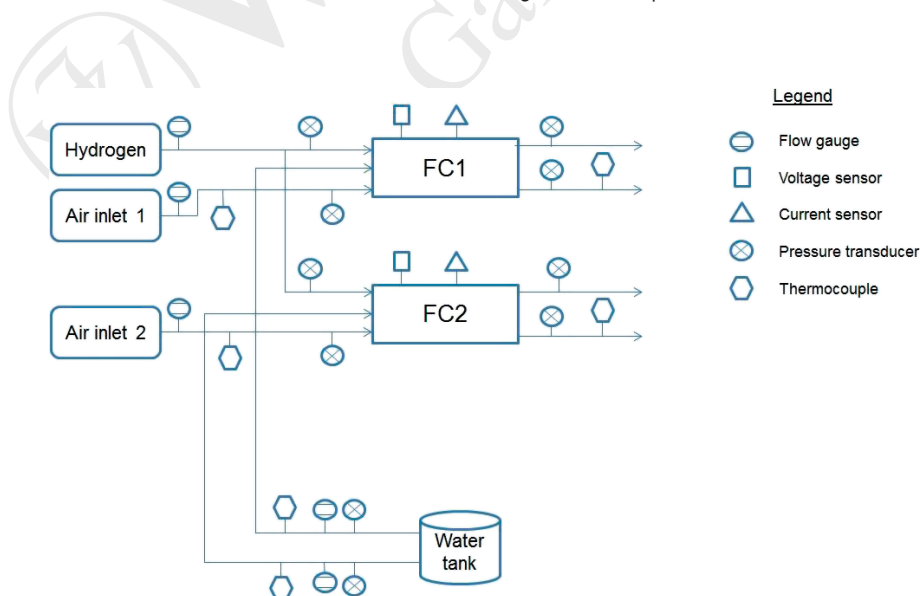 Legend
Hydrogen
FC1
Flow gauge
Voltage sensor
Air inlet 1
Current sensor
Pressure transducer
Thermocouple
FC2
Air inlet 2
Water
tank